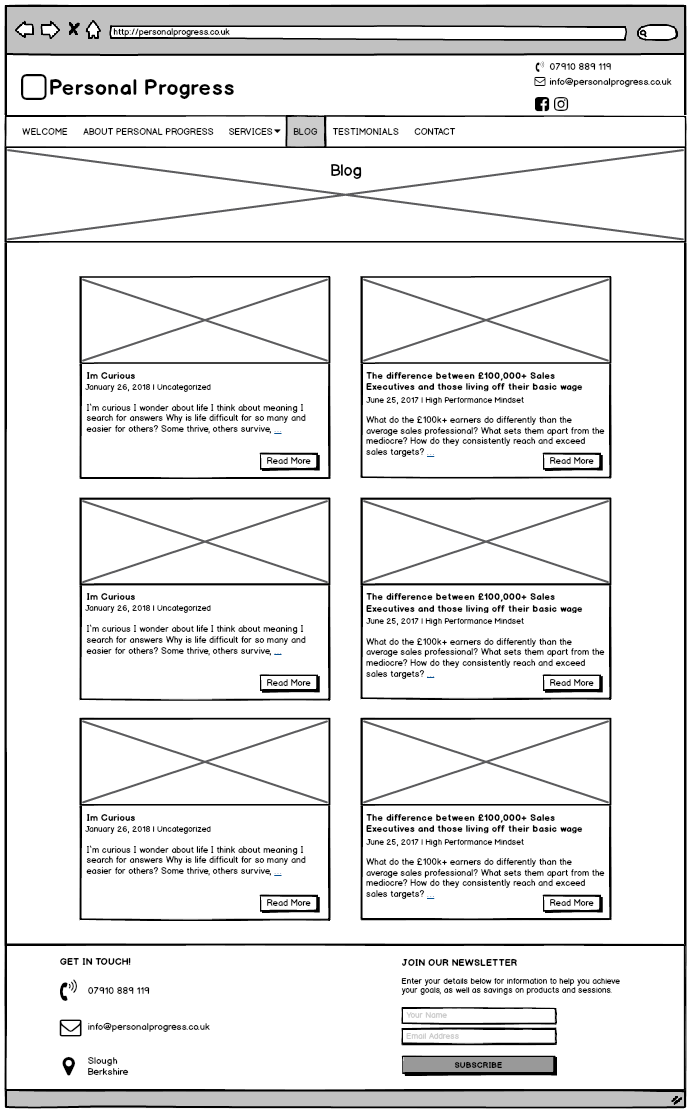 http://personalprogress.co.uk
Personal Progress
07910 889 119
info@personalprogress.co.uk
WELCOME ABOUT PERSONAL PROGRESS SERVICES BLOG TESTIMONIALS CONTACT
Blog
Im Curious
January 26, 2018 | Uncategorized
I'm curious I wonder about life I think about meaning I
search for answers Why is life difficult for so many and
easier for others? Some thrive, others survive, ...
Read More
The difference between £100,000+ Sales
Executives and those living off their basic wage
June 25, 2017 | High Performance Mindset
What do the £100k+ earners do differently than the
average sales professional? What sets them apart from the
mediocre? How do they consistently reach and exceed
sales targets? ...
Read More
Im Curious
January 26, 2018 | Uncategorized
I'm curious I wonder about life I think about meaning I
search for answers Why is life difficult for so many and
easier for others? Some thrive, others survive, ...
Read More
The difference between £100,000+ Sales
Executives and those living off their basic wage
June 25, 2017 | High Performance Mindset
What do the £100k+ earners do differently than the
average sales professional? What sets them apart from the
mediocre? How do they consistently reach and exceed
sales targets? ...
Read More
Im Curious
January 26, 2018 | Uncategorized
I'm curious I wonder about life I think about meaning I
search for answers Why is life difficult for so many and
easier for others? Some thrive, others survive, ...
Read More
The difference between £100,000+ Sales
Executives and those living off their basic wage
June 25, 2017 | High Performance Mindset
What do the £100k+ earners do differently than the
average sales professional? What sets them apart from the
mediocre? How do they consistently reach and exceed
sales targets? ...
Read More
GET IN TOUCH!
07910 889 119
info@personalprogress.co.uk
Slough
Berkshire
JOIN OUR NEWSLETTER
Enter your details below for information to help you achieve
your goals, as well as savings on products and sessions.
Your Name
Email Address
SUBSCRIBE